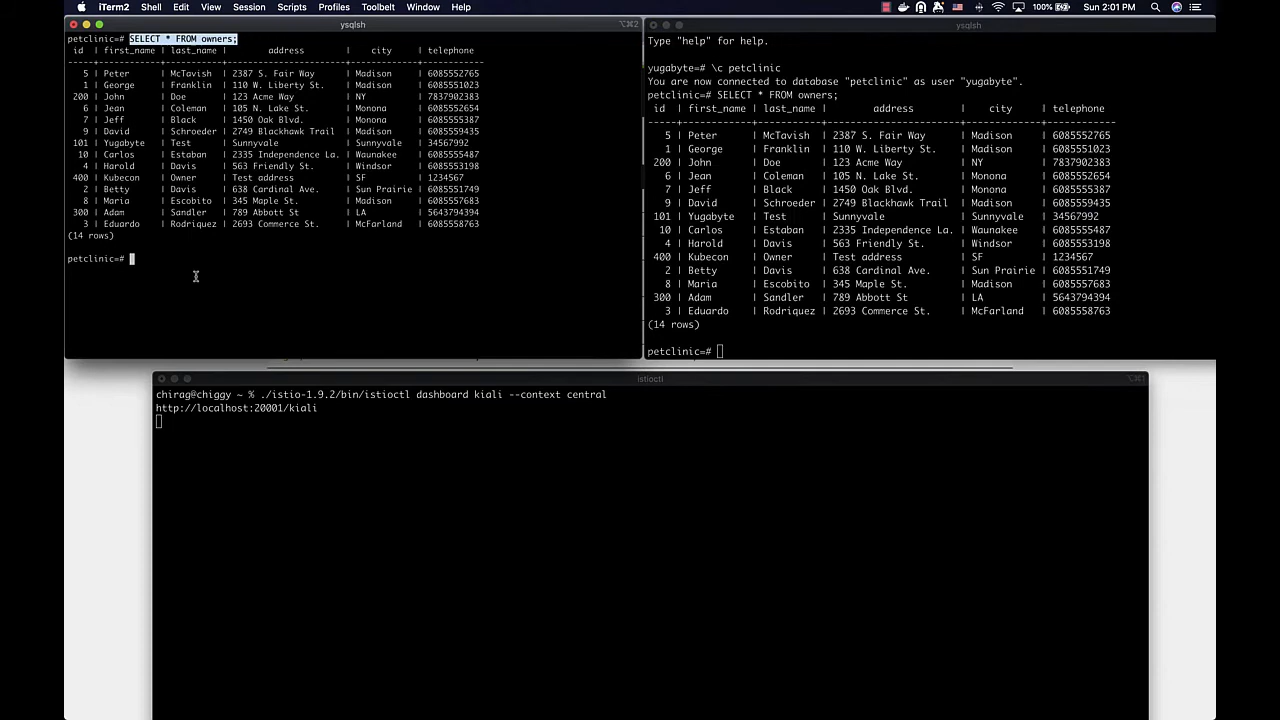 iTerm2 Shell Edit View Session Scripts Profiles Toolbelt Window Help 100% Sun 2:01 PM
ysqlsh ⌥⌘2
petclinic=# SELECT * FROM owners;
id | first_name | last_name | address | city | telephone
-----+------------+-----------+----------------------+-------------+------------
5 | Peter | McTavish | 2387 S. Fair Way | Madison | 6085552765
1 | George | Franklin | 110 W. Liberty St. | Madison | 6085551023
200 | John | Doe | 123 Acme Way | NY | 7837902383
6 | Jean | Coleman | 105 N. Lake St. | Monona | 6085552654
7 | Jeff | Black | 1450 Oak Blvd. | Monona | 6085555387
9 | David | Schroeder | 2749 Blackhawk Trail | Madison | 6085559435
101 | Yugabyte | Test | Sunnyvale | Sunnyvale | 34567992
10 | Carlos | Estaban | 2335 Independence La. | Waunakee | 6085555487
4 | Harold | Davis | 563 Friendly St. | Windsor | 6085553198
400 | Kubecon | Owner | Test address | SF | 1234567
2 | Betty | Davis | 638 Cardinal Ave. | Sun Prairie | 6085551749
8 | Maria | Escobito | 345 Maple St. | Madison | 6085557683
300 | Adam | Sandler | 789 Abbott St | LA | 5643794394
3 | Eduardo | Rodriquez | 2693 Commerce St. | McFarland | 6085558763
(14 rows)
petclinic=#
ysqlsh
Type "help" for help.
yugabyte=# \c petclinic
You are now connected to database "petclinic" as user "yugabyte".
petclinic=# SELECT * FROM owners;
id | first_name | last_name | address | city | telephone
-----+------------+-----------+----------------------+-------------+------------
5 | Peter | McTavish | 2387 S. Fair Way | Madison | 6085552765
1 | George | Franklin | 110 W. Liberty St. | Madison | 6085551023
200 | John | Doe | 123 Acme Way | NY | 7837902383
6 | Jean | Coleman | 105 N. Lake St. | Monona | 6085552654
7 | Jeff | Black | 1450 Oak Blvd. | Monona | 6085555387
9 | David | Schroeder | 2749 Blackhawk Trail | Madison | 6085559435
101 | Yugabyte | Test | Sunnyvale | Sunnyvale | 34567992
10 | Carlos | Estaban | 2335 Independence La. | Waunakee | 6085555487
4 | Harold | Davis | 563 Friendly St. | Windsor | 6085553198
400 | Kubecon | Owner | Test address | SF | 1234567
2 | Betty | Davis | 638 Cardinal Ave. | Sun Prairie | 6085551749
8 | Maria | Escobito | 345 Maple St. | Madison | 6085557683
300 | Adam | Sandler | 789 Abbott St | LA | 5643794394
3 | Eduardo | Rodriquez | 2693 Commerce St. | McFarland | 6085558763
(14 rows)
petclinic=#
istioctl ⌥⌘1
chirag@chiggy ~ % ./istio-1.9.2/bin/istioctl dashboard kiali --context central
http://localhost:20001/kiali